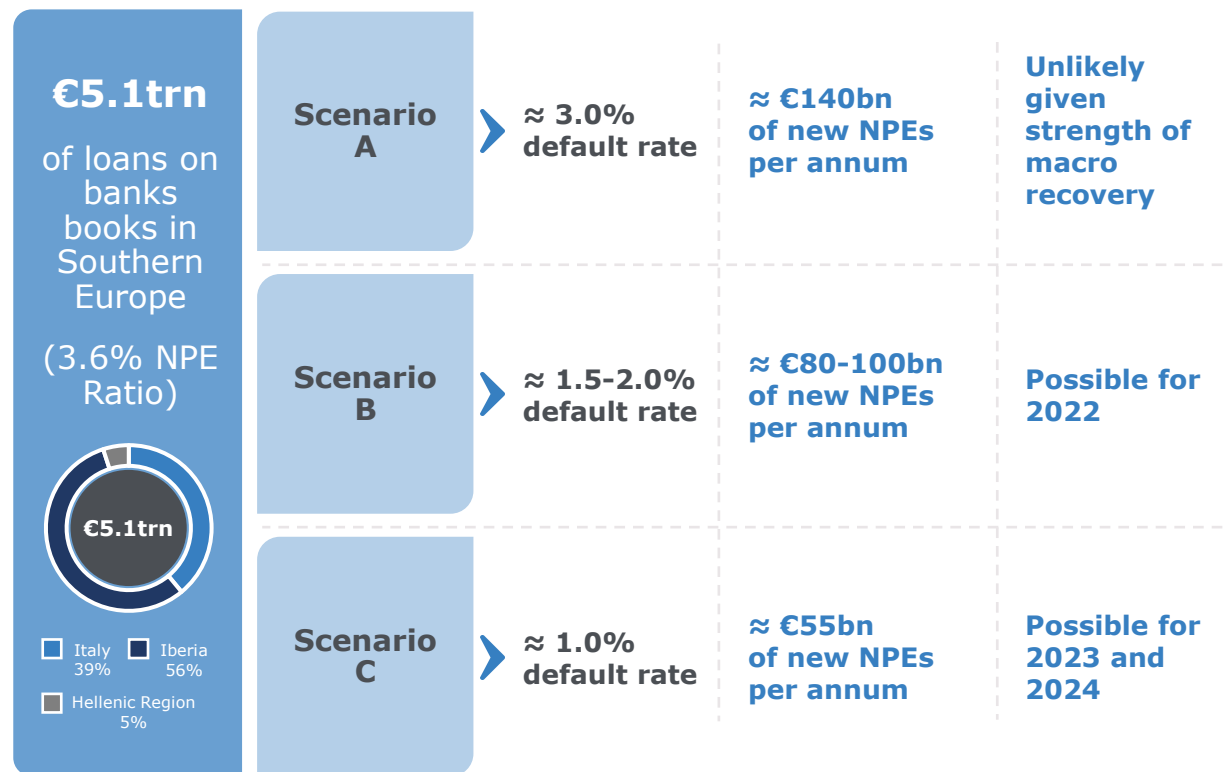 €5.1trn
of loans on
banks
books in
Southern
Europe
(3.6% NPE
Ratio)
€5.1trn
Italy
39%
Iberia
56%
Hellenic Region
5%
Scenario
A
≈ 3.0%
default rate
≈ €140bn
of new NPEs
per annum
Unlikely
given
strength of
macro
recovery
Scenario
B
≈ 1.5-2.0%
default rate
≈ €80-100bn
of new NPEs
per annum
Possible for
2022
Scenario
C
≈ 1.0%
default rate
≈ €55bn
of new NPEs
per annum
Possible for
2023 and
2024